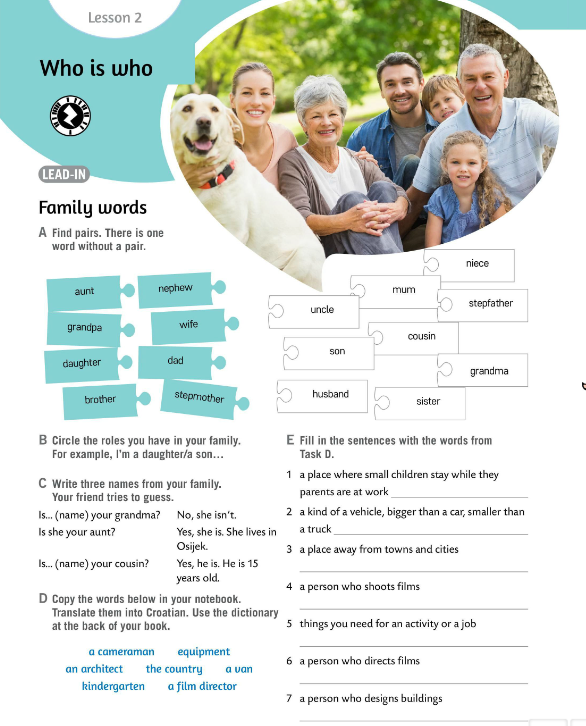 Lesson 2
Who is who
LEAD-IN
Family words
A Find pairs. There is one
word without a pair.
aunt
nephew
grandpa
wife
daughter
dad
brother
stepmother
niece
mum
stepfather
uncle
cousin
son
grandma
husband
sister
B Circle the roles you have in your family.
For example, I'm a daughter/a son...
C Write three names from your family.
Your friend tries to guess.
Is... (name) your grandma? No, she isn't.
Is she your aunt? Yes, she is. She lives in
Osijek.
Is... (name) your cousin? Yes, he is. He is 15
years old.
D Copy the words below in your notebook.
Translate them into Croatian. Use the dictionary
at the back of your book.
a cameraman equipment
an architect the country a van
kindergarten a film director
E Fill in the sentences with the words from
Task D.
1 a place where small children stay while they
parents are at work
2 a kind of a vehicle, bigger than a car, smaller than
a truck
3 a place away from towns and cities
4 a person who shoots films
5 things you need for an activity or a job
6 a person who directs films
7 a person who designs buildings